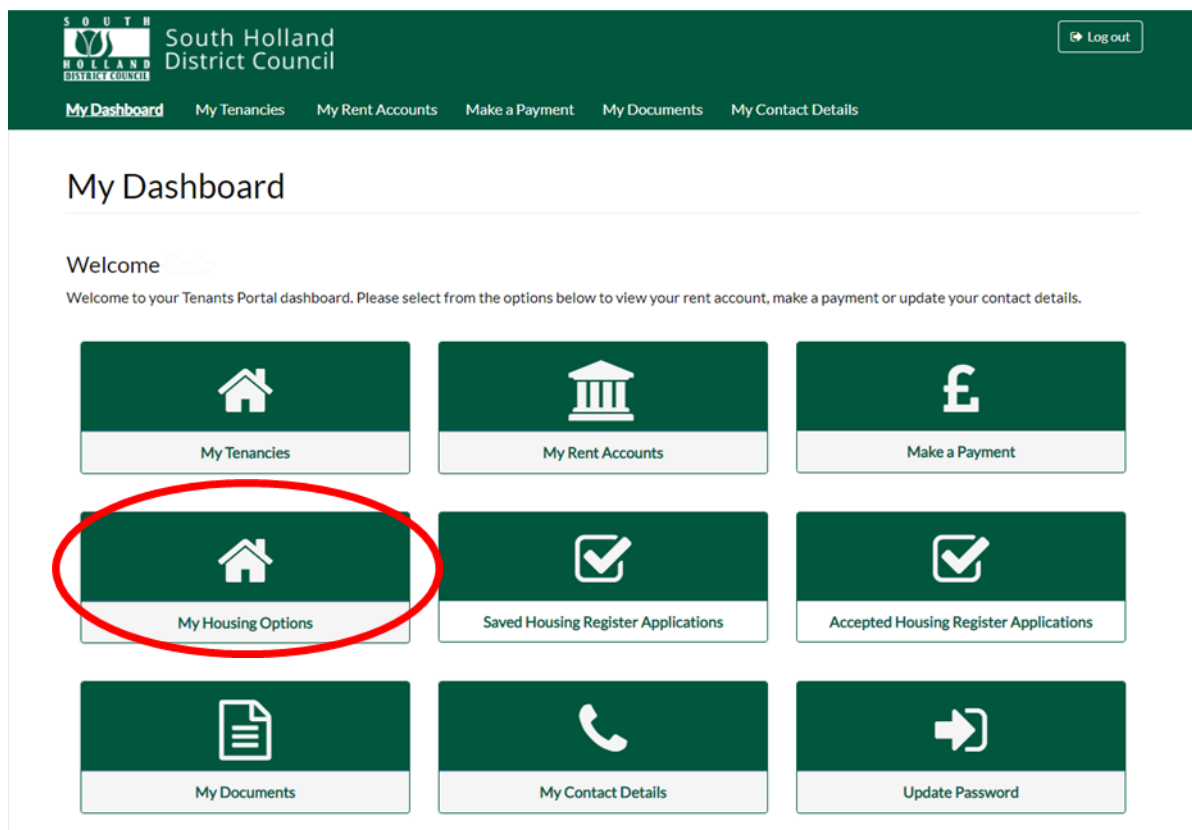 SOUTH
HOLLAND
DISTRICT COUNCIL
South Holland
District Council
Log out
My Dashboard My Tenancies My Rent Accounts Make a Payment My Documents My Contact Details
My Dashboard
Welcome
Welcome to your Tenants Portal dashboard. Please select from the options below to view your rent account, make a payment or update your contact details.
£
My Tenancies My Rent Accounts Make a Payment
My Housing Options Saved Housing Register Applications Accepted Housing Register Applications
My Documents My Contact Details Update Password